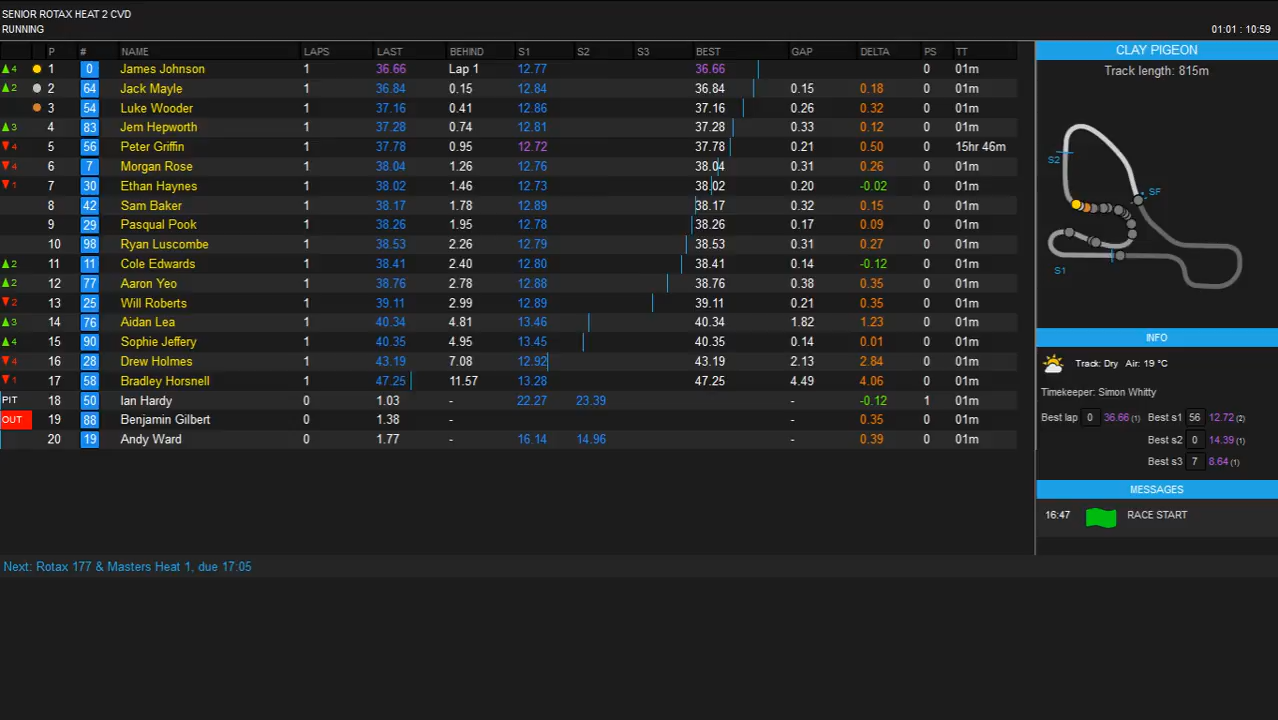 SENIOR ROTAX HEAT 2 CVD
RUNNING
01:01 : 10:59
P # NAME LAPS LAST BEHIND S1 S2 S3 BEST GAP DELTA PS TT
4 1 0 James Johnson 1 36.66 Lap 1 12.77 36.66 0 01m
2 2 64 Jack Mayle 1 36.84 0.15 12.84 36.84 0.15 0.18 0 01m
3 54 Luke Wooder 1 37.16 0.41 12.86 37.16 0.26 0.32 0 01m
3 4 83 Jem Hepworth 1 37.28 0.74 12.81 37.28 0.33 0.12 0 01m
4 5 56 Peter Griffin 1 37.78 0.95 12.72 37.78 0.21 0.50 0 15hr 46m
4 6 7 Morgan Rose 1 38.04 1.26 12.76 38.04 0.31 0.26 0 01m
1 7 30 Ethan Haynes 1 38.02 1.46 12.73 38.02 0.20 -0.02 0 01m
8 42 Sam Baker 1 38.17 1.78 12.89 38.17 0.32 0.15 0 01m
9 29 Pasqual Pook 1 38.26 1.95 12.78 38.26 0.17 0.09 0 01m
10 98 Ryan Luscombe 1 38.53 2.26 12.79 38.53 0.31 0.27 0 01m
2 11 11 Cole Edwards 1 38.41 2.40 12.80 38.41 0.14 -0.12 0 01m
2 12 77 Aaron Yeo 1 38.76 2.78 12.88 38.76 0.38 0.35 0 01m
2 13 25 Will Roberts 1 39.11 2.99 12.89 39.11 0.21 0.35 0 01m
3 14 76 Aidan Lea 1 40.34 4.81 13.46 40.34 1.82 1.23 0 01m
4 15 90 Sophie Jeffery 1 40.35 4.95 13.45 40.35 0.14 0.01 0 01m
4 16 28 Drew Holmes 1 43.19 7.08 12.92 43.19 2.13 2.84 0 01m
1 17 58 Bradley Horsnell 1 47.25 11.57 13.28 47.25 4.49 4.06 0 01m
PIT 18 50 Ian Hardy 0 1.03 - 22.27 23.39 - -0.12 1 01m
OUT 19 88 Benjamin Gilbert 0 1.38 - - 0.35 0 01m
20 19 Andy Ward 0 1.77 - 16.14 14.96 - 0.39 0 01m
Next: Rotax 177 & Masters Heat 1, due 17:05
CLAY PIGEON
Track length: 815m
S2
SF
S1
INFO
Track: Dry Air: 19 °C
Timekeeper: Simon Whitty
Best lap 0 36.66 (1) Best s1 56 12.72 (2)
Best s2 0 14.39 (1)
Best s3 7 8.64 (1)
MESSAGES
16:47 RACE START